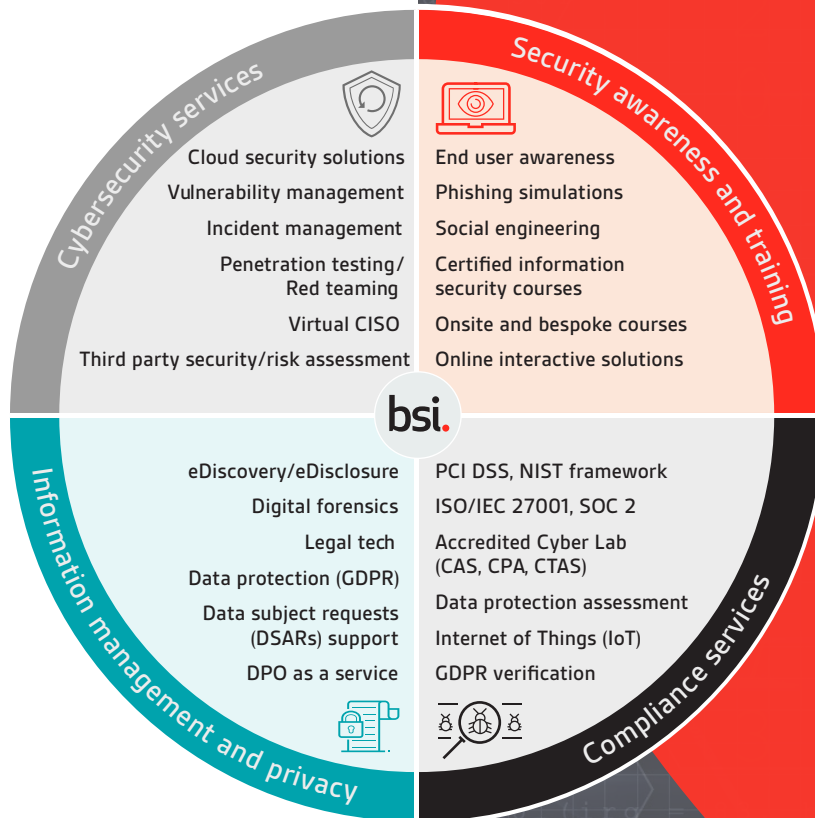 Cybersecurity services
Cloud security solutions
Vulnerability management
Incident management
Penetration testing/
Red teaming
Virtual CISO
Third party security/risk assessment
Security awareness and training
End user awareness
Phishing simulations
Social engineering
Certified information
security courses
Onsite and bespoke courses
Online interactive solutions
bsi.
Information management and privacy
eDiscovery/eDisclosure
Digital forensics
Legal tech
Data protection (GDPR)
Data subject requests
(DSARs) support
DPO as a service
Compliance services
PCI DSS, NIST framework
ISO/IEC 27001, SOC 2
Accredited Cyber Lab
(CAS, CPA, CTAS)
Data protection assessment
Internet of Things (IoT)
GDPR verification